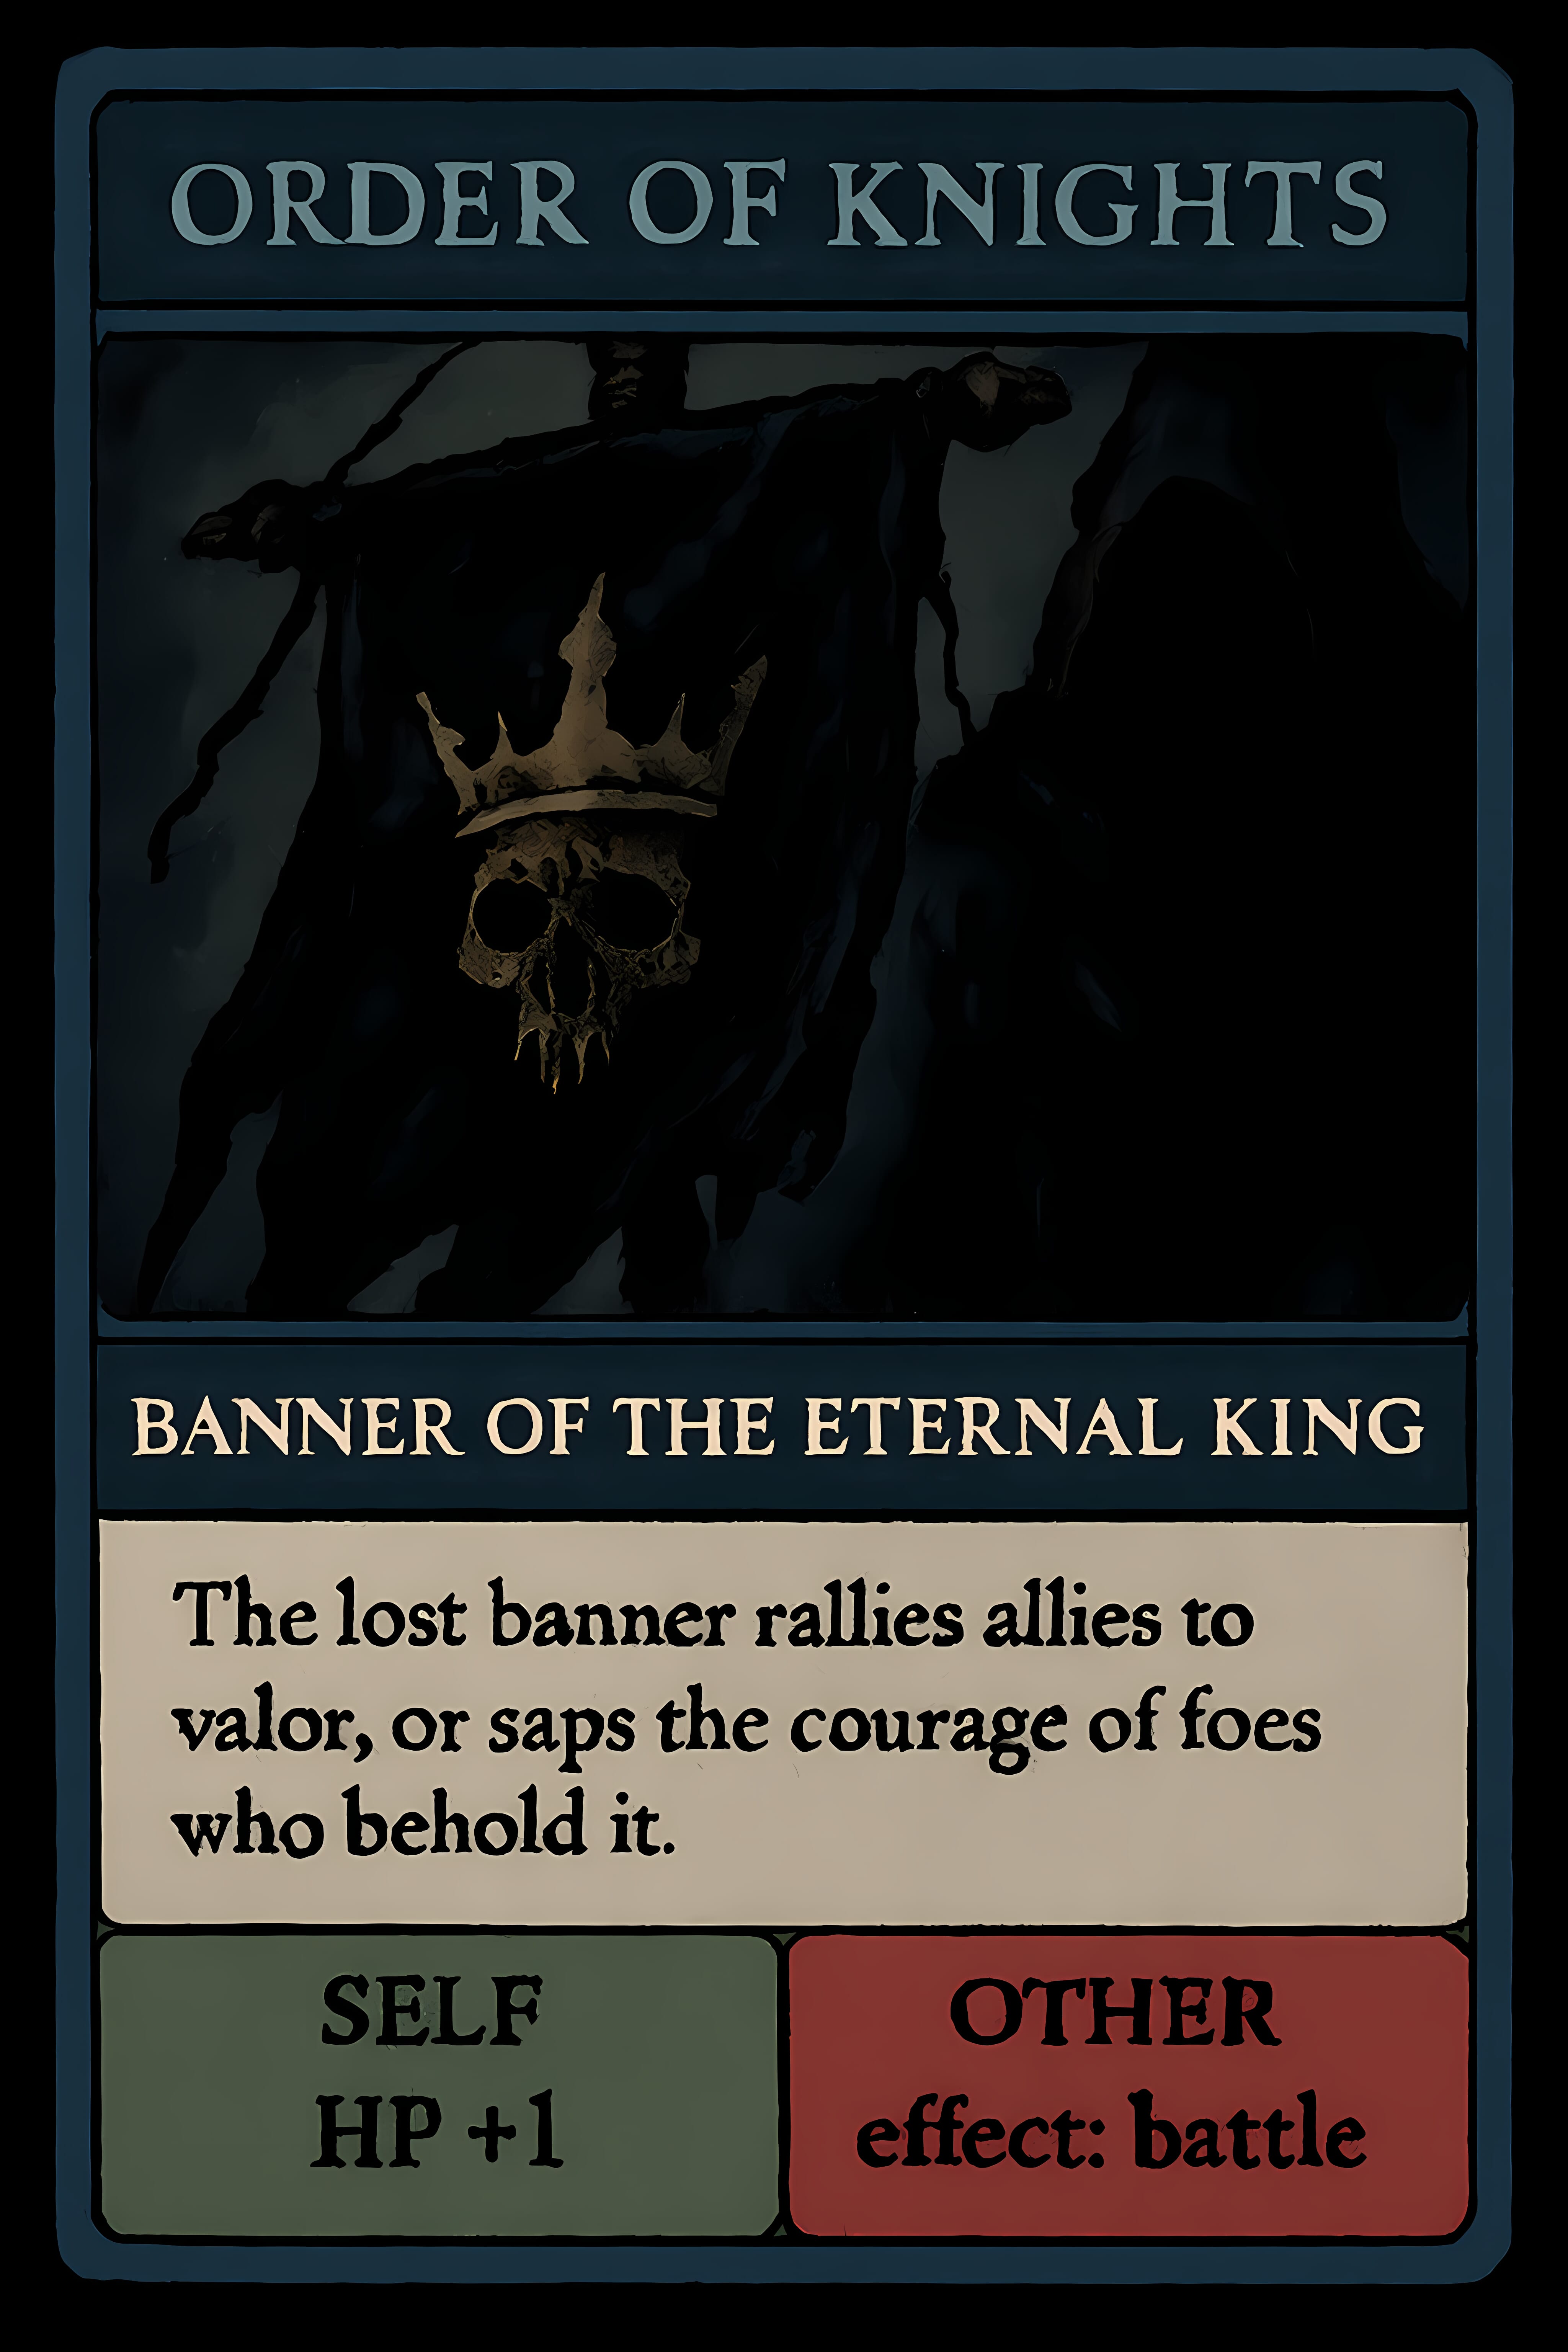 ORDER OF KNIGHTS
BANNER OF THE ETERNAL KING
The lost banner rallies allies to
valor, or saps the courage of foes
who behold it.
SELF
HP +1
OTHER
effect: battle